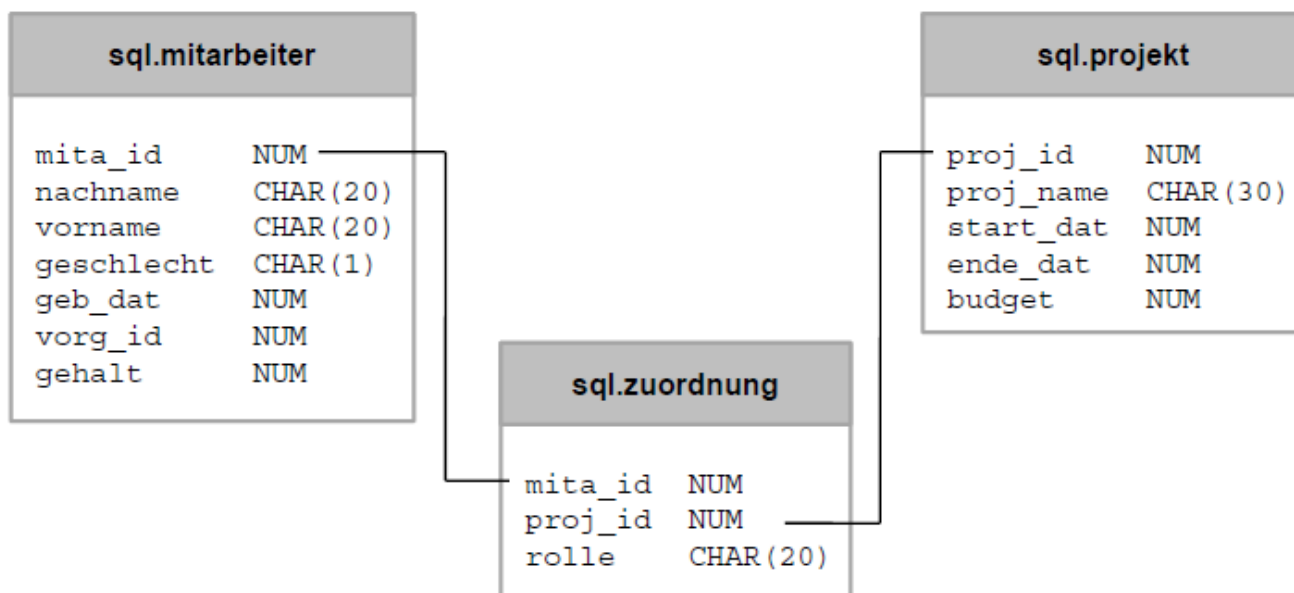 sql.mitarbeiter
mita_id NUM
nachname CHAR(20)
vorname CHAR(20)
geschlecht CHAR(1)
geb_dat NUM
vorg_id NUM
gehalt NUM
sql.projekt
proj_id NUM
proj_name CHAR(30)
start_dat NUM
ende_dat NUM
budget NUM
sql.zuordnung
mita_id NUM
proj_id NUM
rolle CHAR(20)